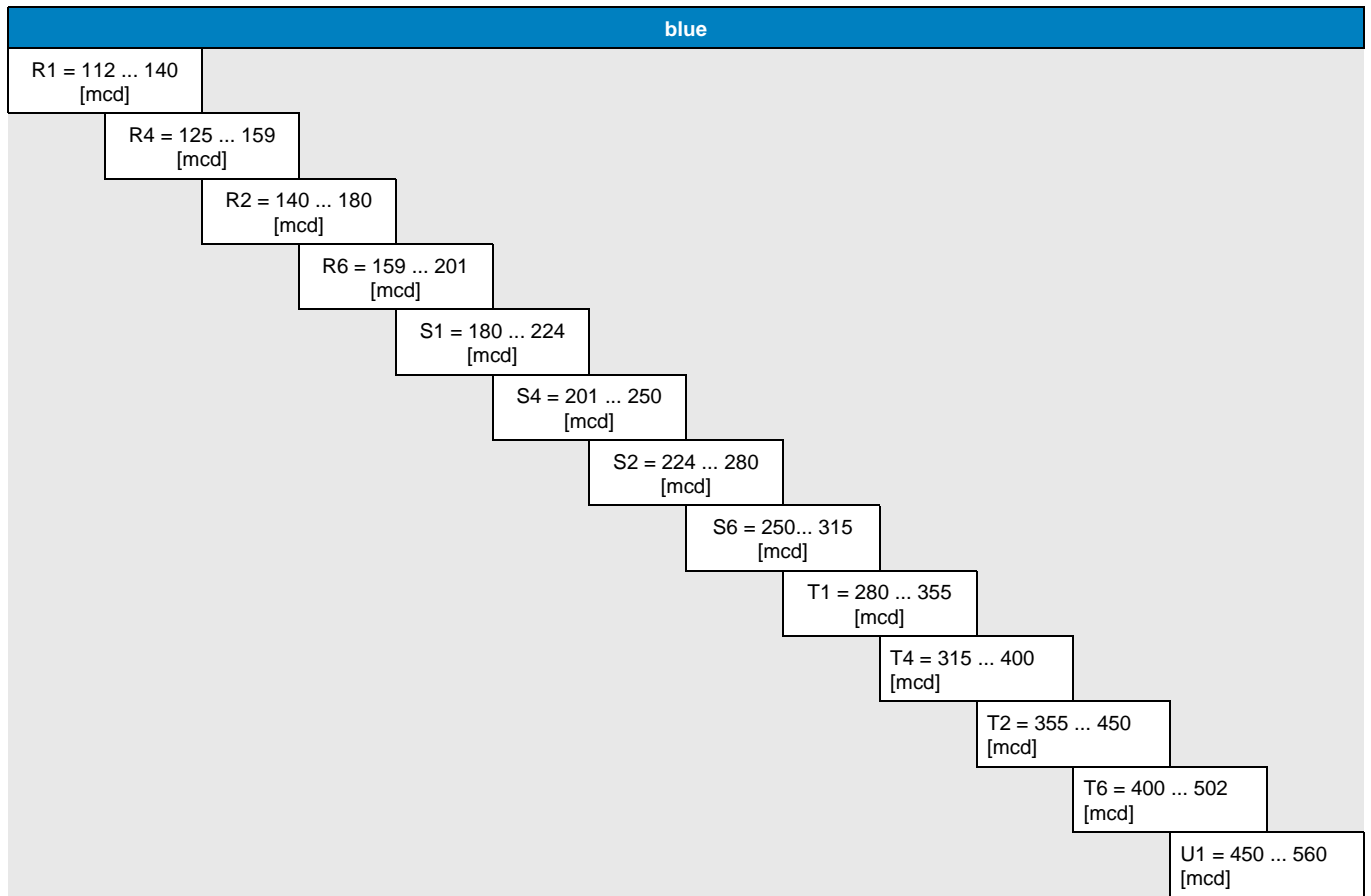 blue
R1 = 112 ... 140
[mcd]
R4 = 125 ... 159
[mcd]
R2 = 140 ... 180
[mcd]
R6 = 159 ... 201
[mcd]
S1 = 180 ... 224
[mcd]
S4 = 201 ... 250
[mcd]
S2 = 224 ... 280
[mcd]
S6 = 250... 315
[mcd]
T1 = 280 ... 355
[mcd]
T4 = 315 ... 400
[mcd]
T2 = 355 ... 450
[mcd]
T6 = 400 ... 502
[mcd]
U1 = 450 ... 560
[mcd]